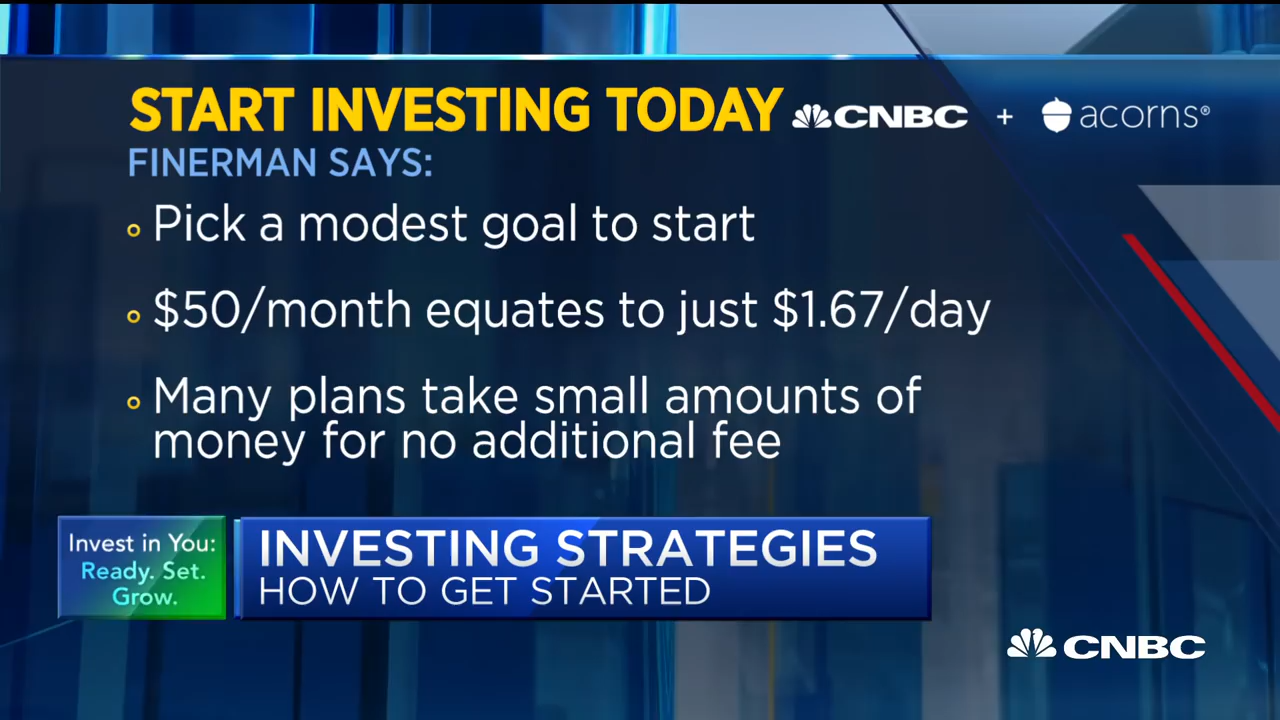 START INVESTING TODAY CNBC + acorns®
FINERMAN SAYS:
Pick a modest goal to start
$50/month equates to just $1.67/day
Many plans take small amounts of
money for no additional fee
Invest in You:
Ready. Set.
Grow.
INVESTING STRATEGIES
HOW TO GET STARTED
CNBC